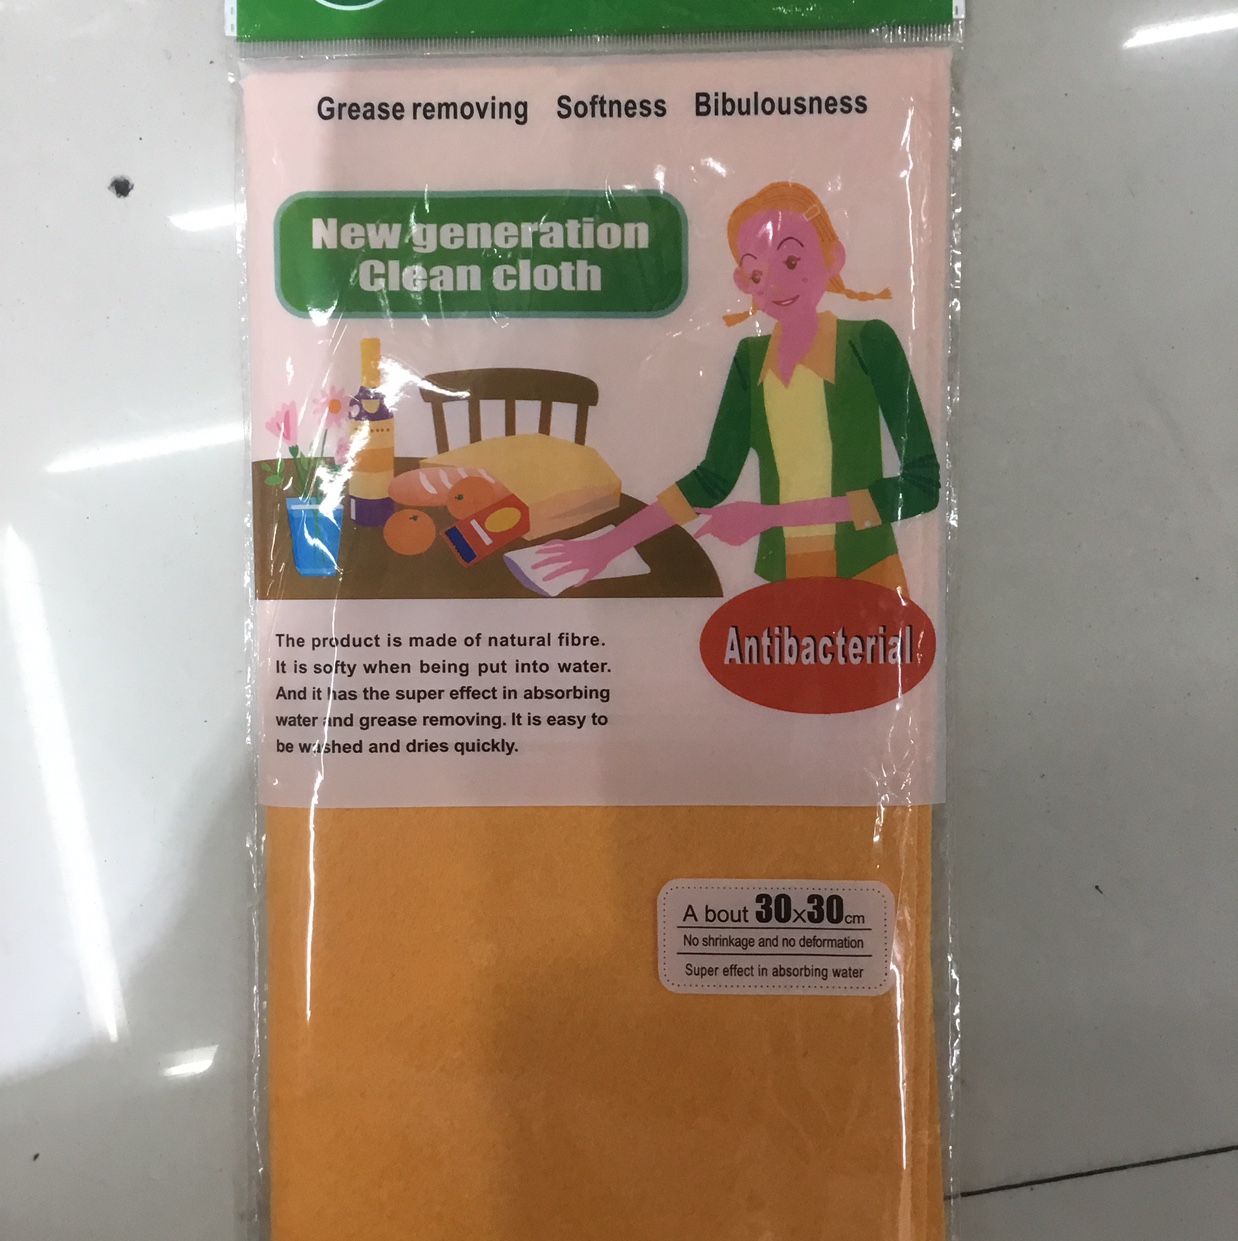 Grease removing Softness Bibulousness
New generation
Clean cloth
The product is made of natural fibre.
It is softy when being put into water.
And it has the super effect in absorbing
water and grease removing. It is easy to
be washed and dries quickly.
Antibacterial
A bout 30×30cm
No shrinkage and no deformation
Super effect in absorbing water